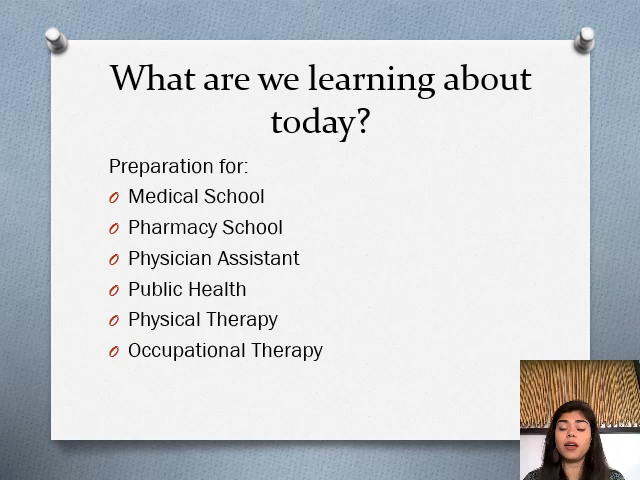 What are we learning about
today?
Preparation for:
Medical School
Pharmacy School
Physician Assistant
Public Health
Physical Therapy
Occupational Therapy